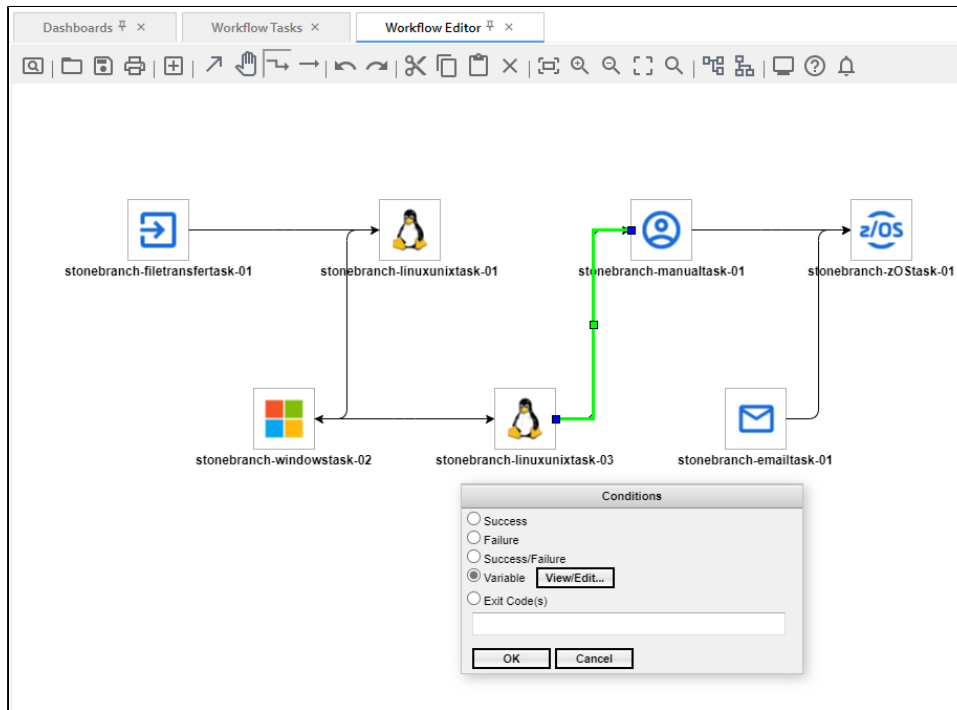 Dashboards
Workflow Tasks
Workflow Editor
z/OS
stonebranch-filetransfertask-01
stonebranch-linuxunixtask-01
stonebranch-manualtask-01
stonebranch-zOStask-01
stonebranch-windowstask-02
stonebranch-linuxunixtask-03
stonebranch-emailtask-01
Conditions
Success
Failure
Success/Failure
Variable View/Edit...
Exit Code(s)
OK Cancel